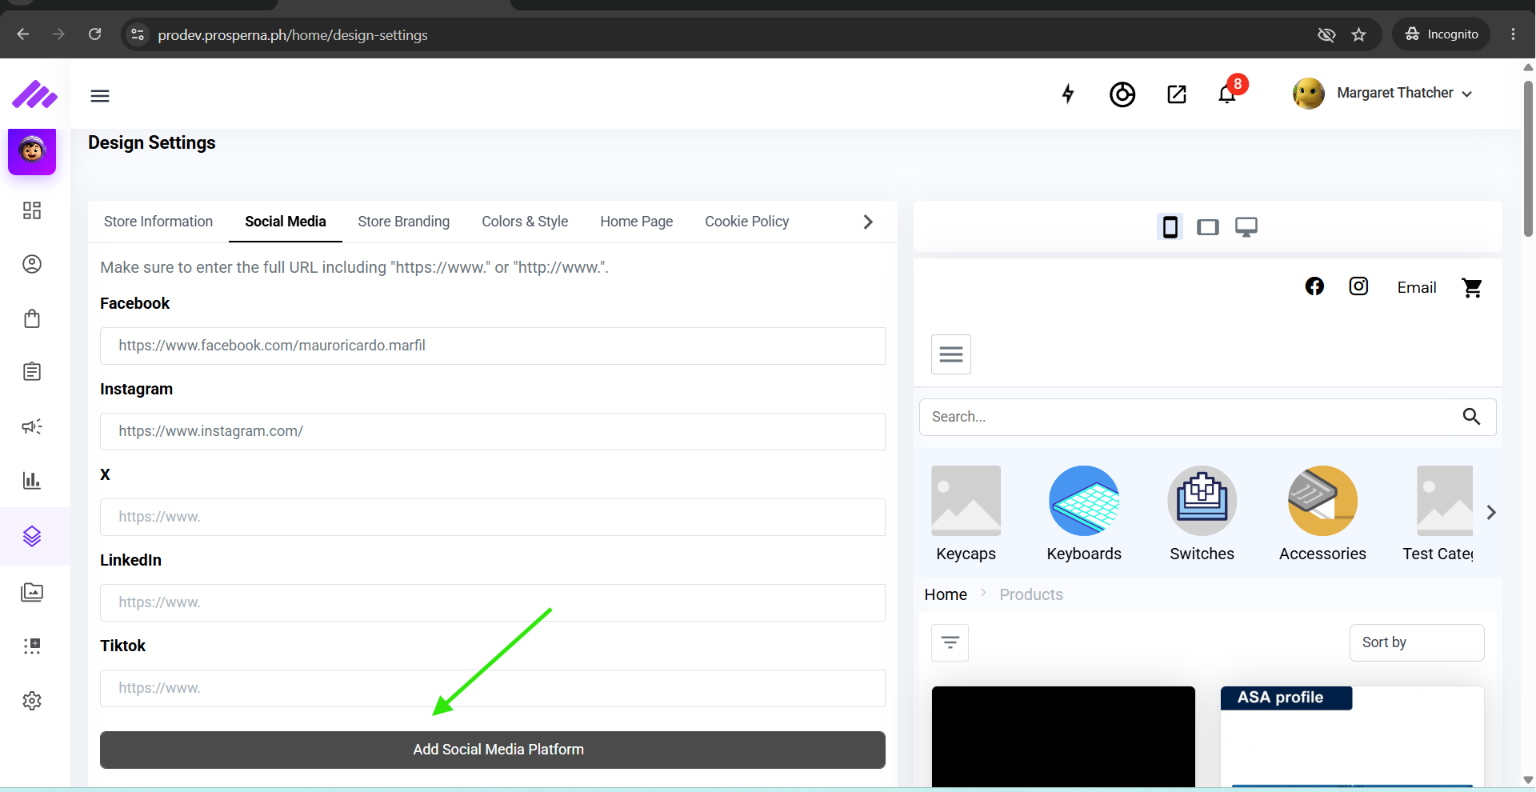 prodev.prosperna.ph/home/design-settings
Incognito
8
Margaret Thatcher
Design Settings
Store Information
Social Media
Store Branding
Colors & Style
Home Page
Cookie Policy
Make sure to enter the full URL including "https://www." or "http://www.".
Facebook
https://www.facebook.com/mauroricardo.marfil
Instagram
https://www.instagram.com/
X
https://www.
LinkedIn
https://www.
Tiktok
https://www.
Add Social Media Platform
Email
Search...
Keycaps
Keyboards
Switches
Accessories
Test Categ
Home
Products
Sort by
ASA profile